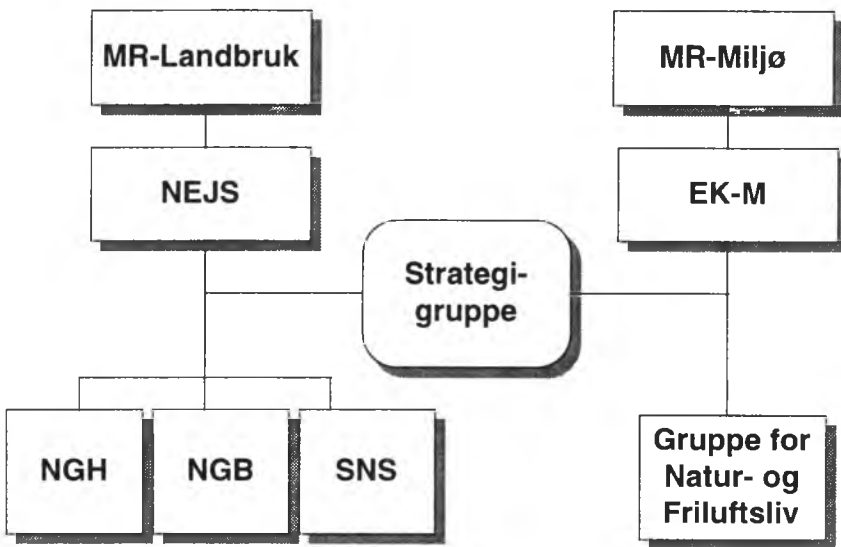 MR-Landbruk
MR-Miljø
NEJS
EK-M
Strategi-
gruppe
NGH
NGB
SNS
Gruppe for
Natur- og
Friluftsliv